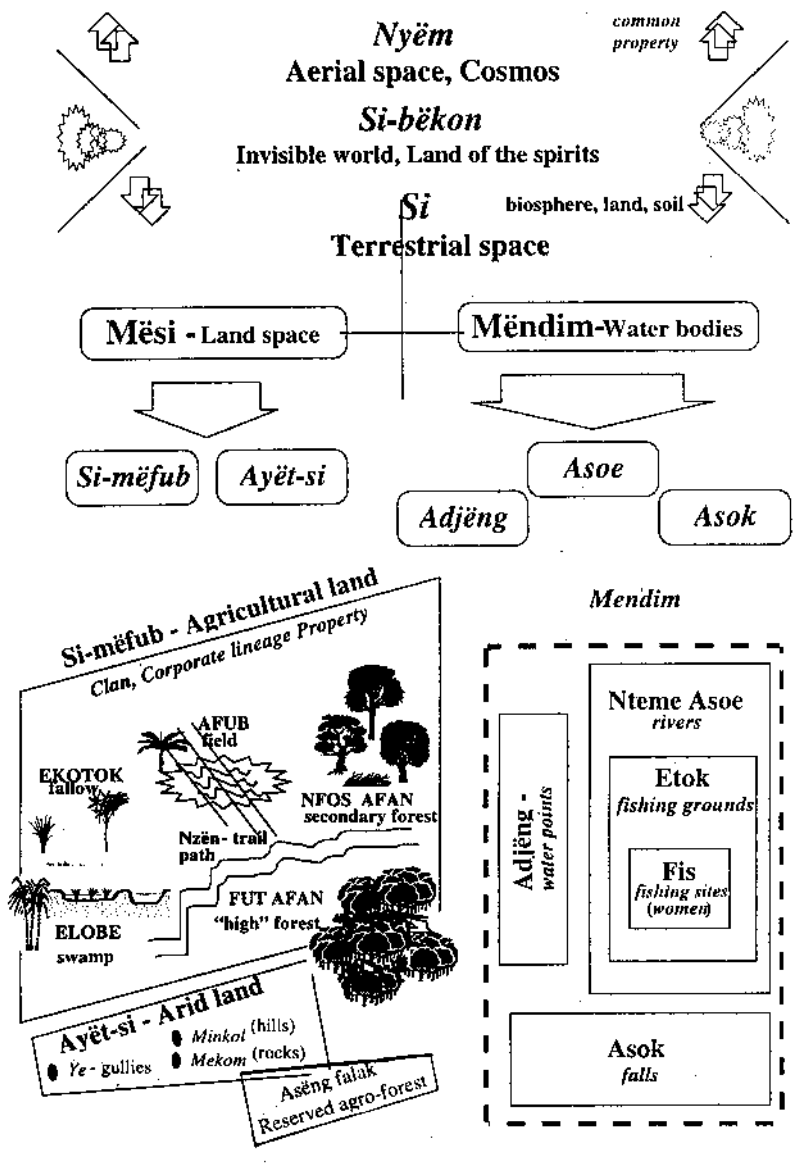 Nyëm
common
property
Aerial space, Cosmos
Si-bëkon
Invisible world, Land of the spirits
Si
biosphere, land, soil
Terrestrial space
Mësi - Land space
Mëndim-Water bodies
Si-mëfub
Ayët-si
Asoe
Adjëng
Asok
Si-mëfub - Agricultural land
Clan, Corporate lineage Property
AFUB
field
EKOTOK
fallow
NFOS AFAN
secondary forest
Nzën- trail
path
FUT AFAN
"high" forest
ELOBE
swamp
Ayët-si - Arid land
Ye - gullies
Minkol (hills)
Mekom (rocks)
Asëng falak
Reserved agro-forest
Mendim
Nteme Asoe
rivers
Etok
fishing grounds
Fis
fishing sites
(women)
Adjëng -
water points
Asok
falls